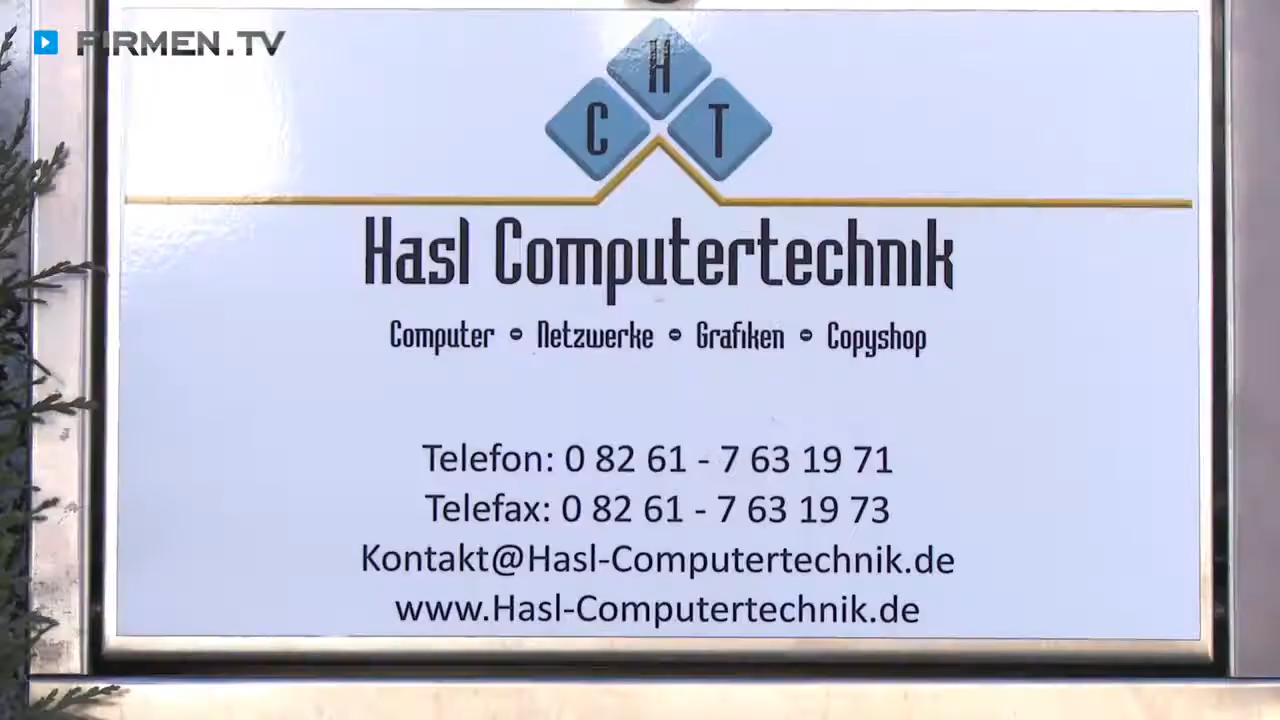 FIRMEN.TV
H
C T
Hasl Computertechnik
Computer • Netzwerke • Grafiken • Copyshop
Telefon: 0 82 61 - 7 63 19 71
Telefax: 0 82 61 - 7 63 19 73
Kontakt@Hasl-Computertechnik.de
www.Hasl-Computertechnik.de